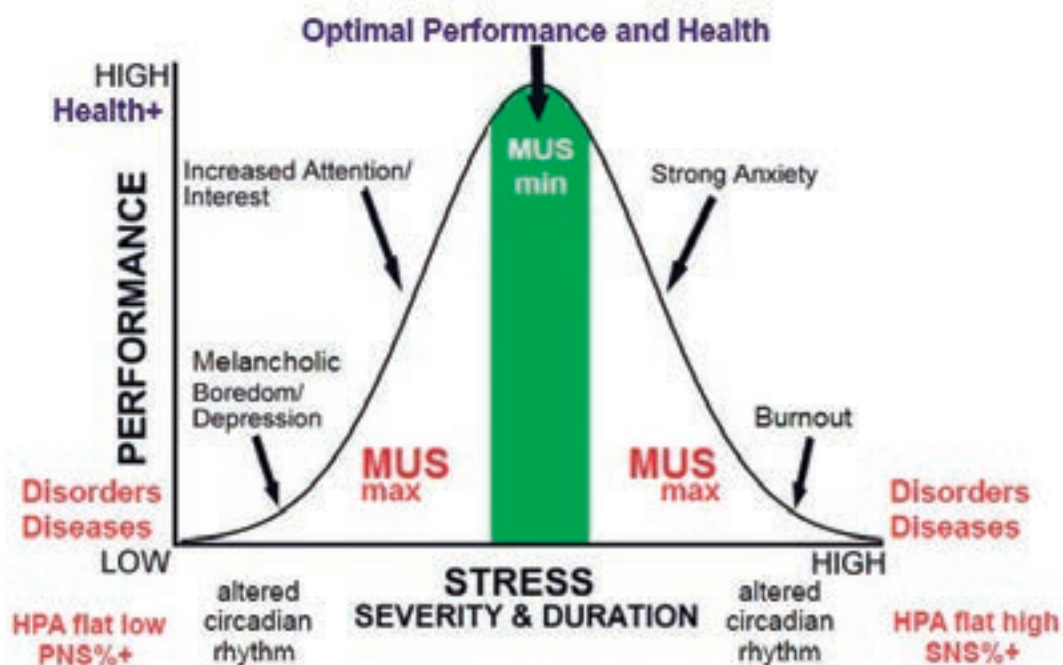 Optimal Performance and Health
HIGH
Health+
MUS
min
Increased Attention/
Interest
Strong Anxiety
PERFORMANCE
Melancholic
Boredom/
Depression
Burnout
MUS
max
MUS
max
Disorders
Diseases
Disorders
Diseases
LOW
HIGH
STRESS
SEVERITY & DURATION
altered
circadian
rhythm
altered
circadian
rhythm
HPA flat low
PNS%+
HPA flat high
SNS%+